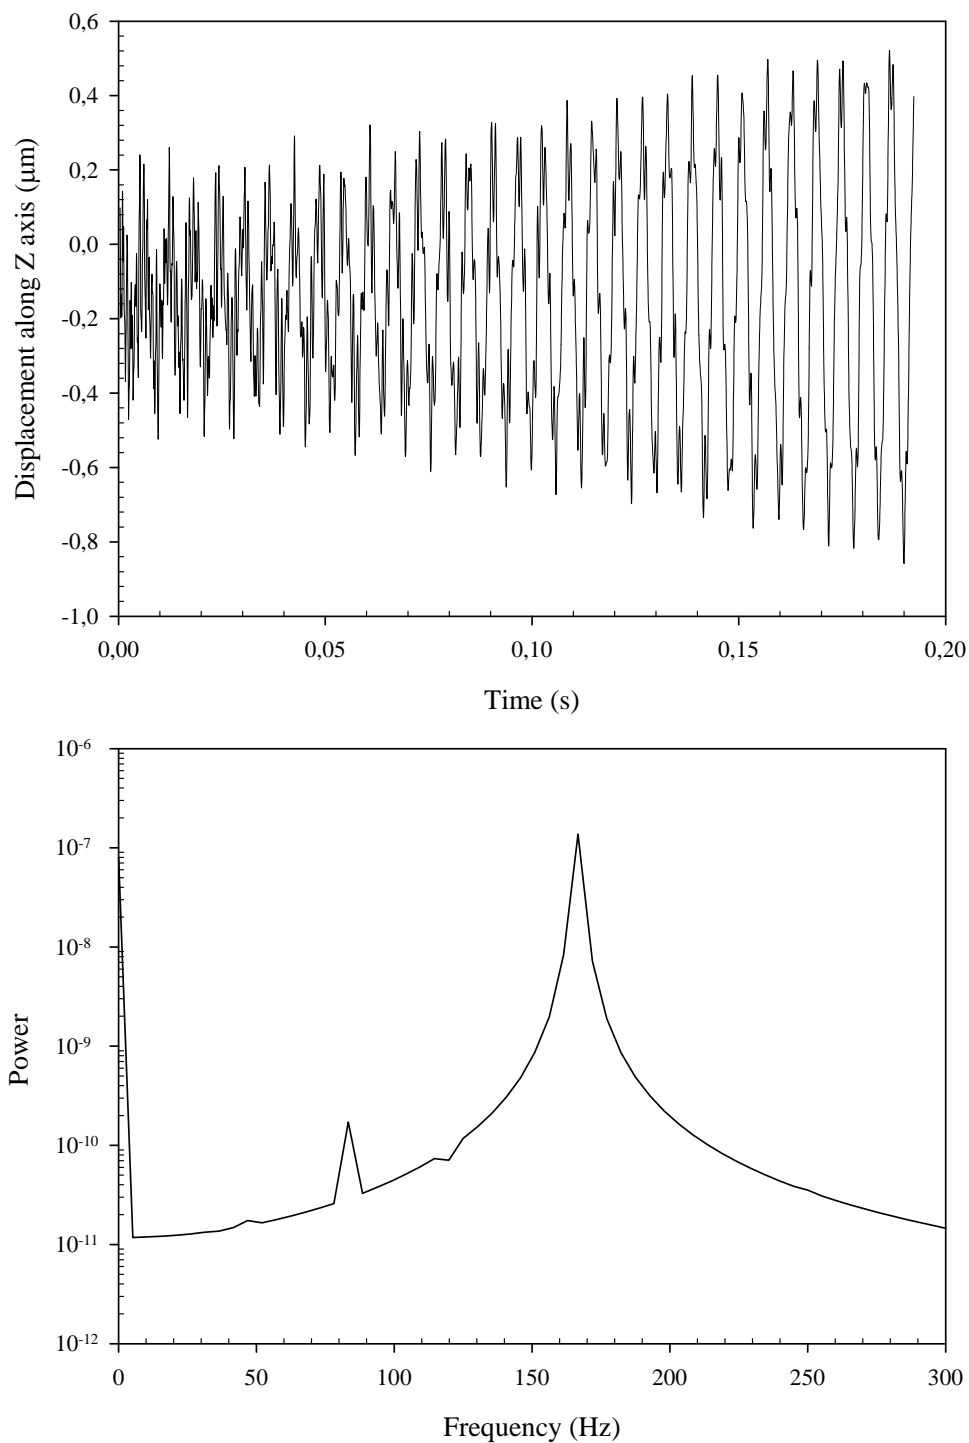 0,6
0,4
0,2
0,0
-0,2
-0,4
-0,6
-0,8
-1,0
Displacement along Z axis (µm)
0,00 0,05 0,10 0,15 0,20
Time (s)
10-6
10-7
10-8
10-9
10-10
10-11
10-12
Power
0 50 100 150 200 250 300
Frequency (Hz)